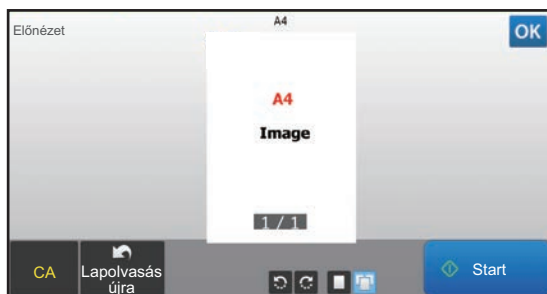 Előnézet
A4
OK
A4
Image
1 / 1
CA
Lapolvasás
újra
Start